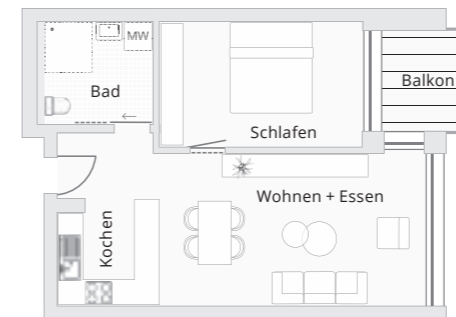 MW
Bad
Balkon
Schlafen
Wohnen + Essen
Kochen